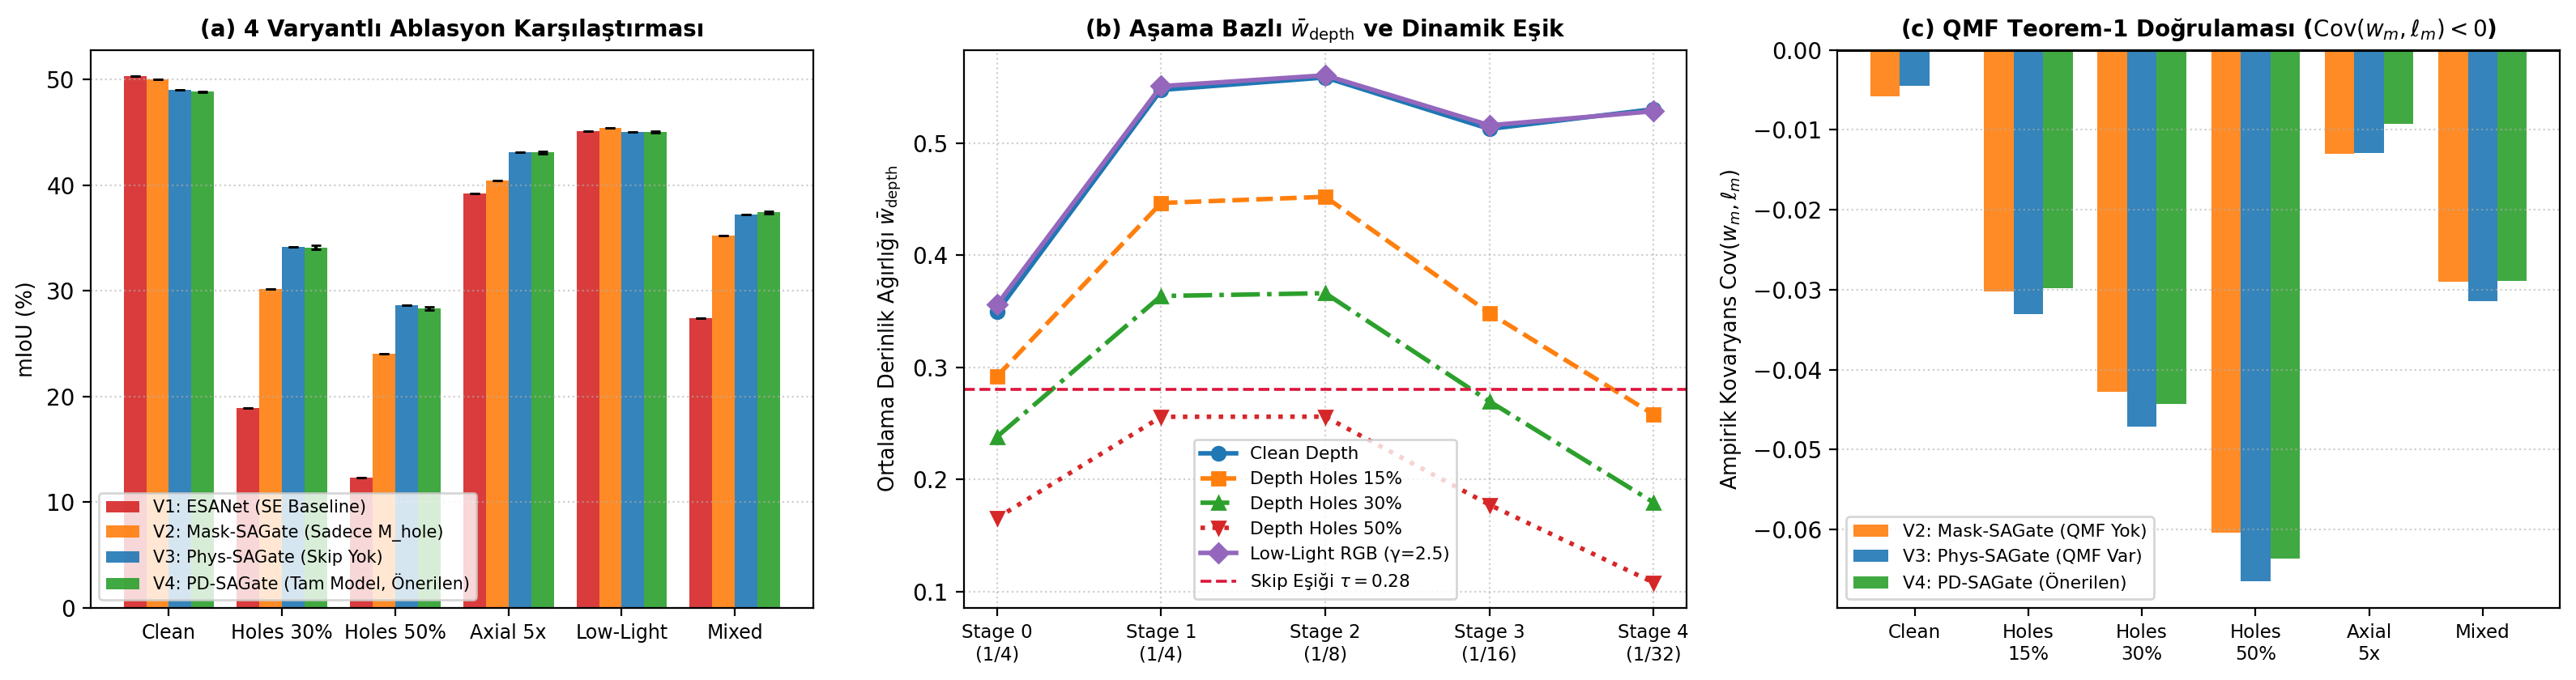 (a) 4 Varyantlı Ablasyon Karşılaştırması
mIoU (%)
50
40
30
20
10
0
Clean
Holes 30%
Holes 50%
Axial 5x
Low-Light
Mixed
V1: ESANet (SE Baseline)
V2: Mask-SAGate (Sadece M_hole)
V3: Phys-SAGate (Skip Yok)
V4: PD-SAGate (Tam Model, Önerilen)
(b) Aşama Bazlı w̄_depth ve Dinamik Eşik
Ortalama Derinlik Ağırlığı w̄_depth
0.5
0.4
0.3
0.2
0.1
Stage 0
(1/4)
Stage 1
(1/4)
Stage 2
(1/8)
Stage 3
(1/16)
Stage 4
(1/32)
Clean Depth
Depth Holes 15%
Depth Holes 30%
Depth Holes 50%
Low-Light RGB (γ=2.5)
Skip Eşiği τ = 0.28
(c) QMF Teorem-1 Doğrulaması (Cov(w_m, ℓ_m) < 0)
Ampirik Kovaryans Cov(w_m, ℓ_m)
0.00
−0.01
−0.02
−0.03
−0.04
−0.05
−0.06
Clean
Holes
15%
Holes
30%
Holes
50%
Axial
5x
Mixed
V2: Mask-SAGate (QMF Yok)
V3: Phys-SAGate (QMF Var)
V4: PD-SAGate (Önerilen)